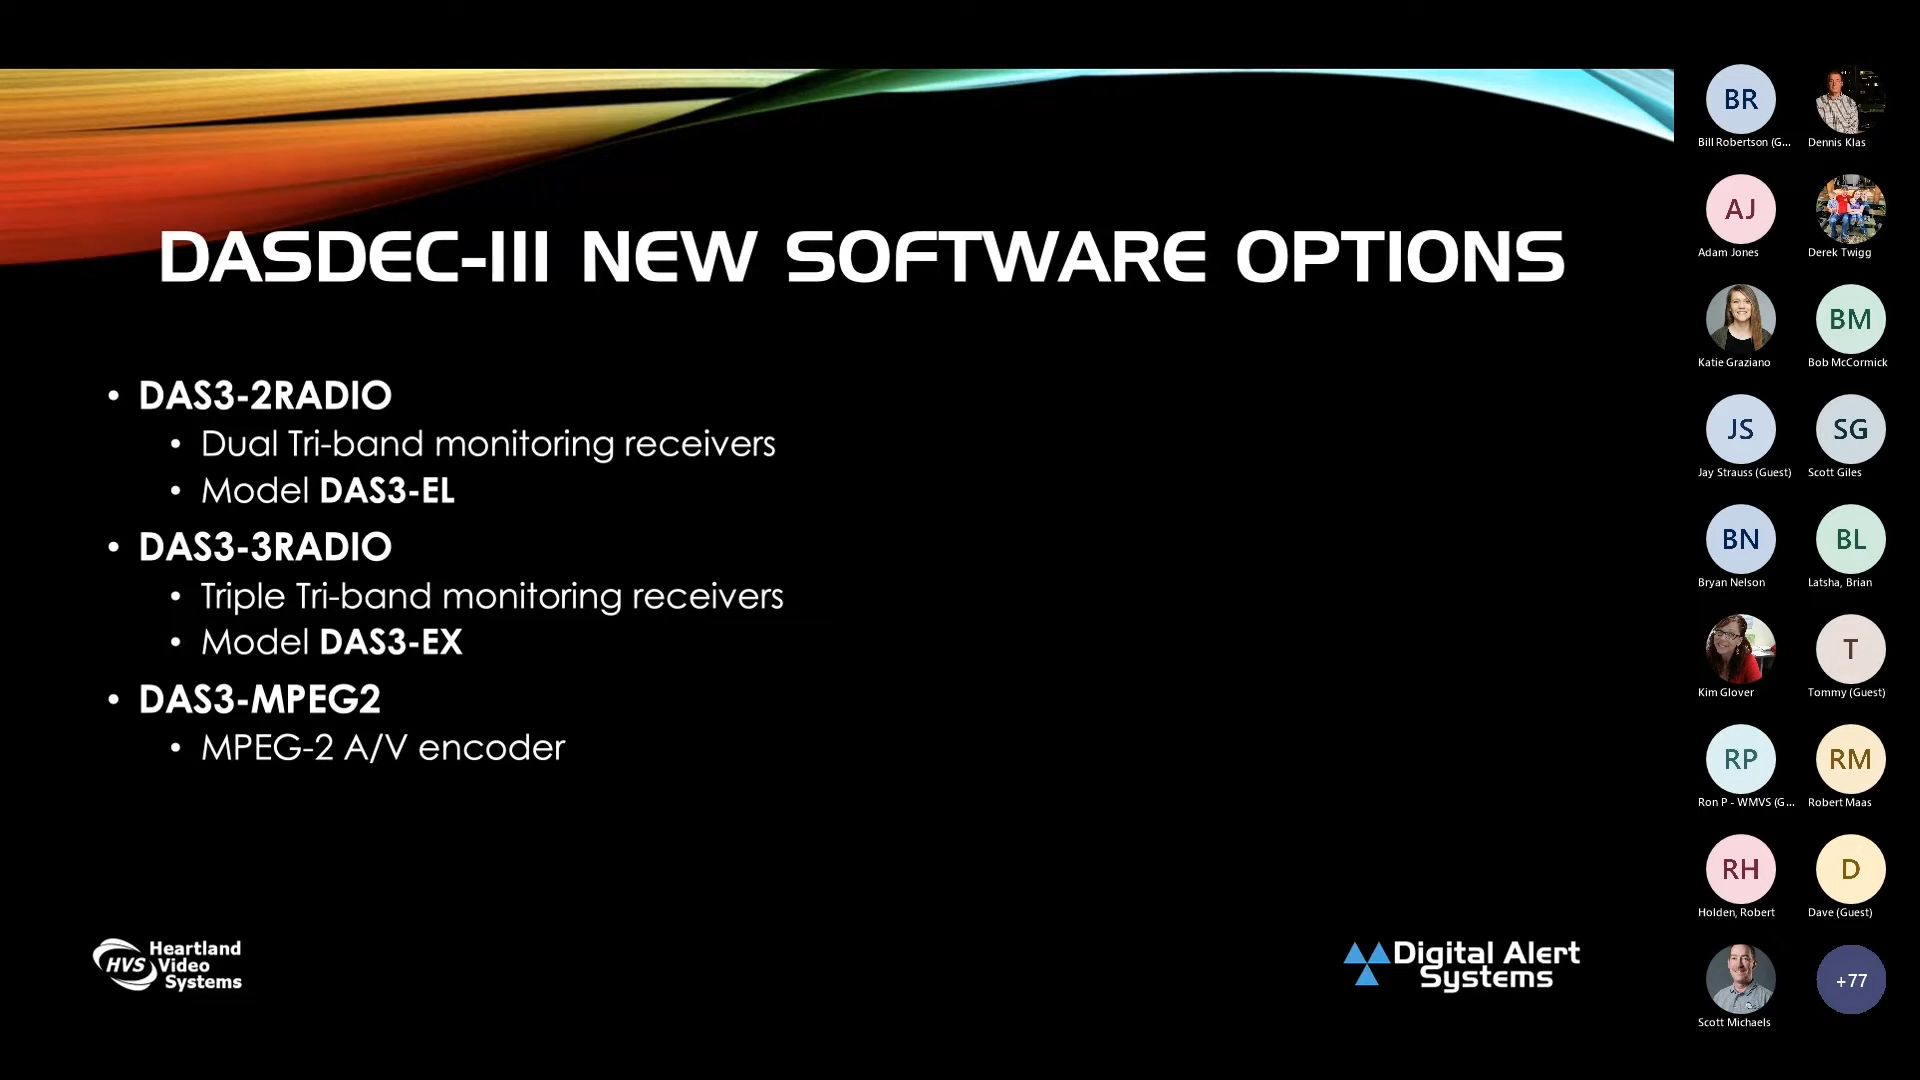 DASDEC-III NEW SOFTWARE OPTIONS
• DAS3-2RADIO
• Dual Tri-band monitoring receivers
• Model DAS3-EL
• DAS3-3RADIO
• Triple Tri-band monitoring receivers
• Model DAS3-EX
• DAS3-MPEG2
• MPEG-2 A/V encoder
HVS Heartland
Video
Systems
Digital Alert
Systems
BR
Bill Robertson (G...
Dennis Klas
AJ
Adam Jones
Derek Twigg
Katie Graziano
BM
Bob McCormick
JS
Jay Strauss (Guest)
SG
Scott Giles
BN
Bryan Nelson
BL
Latsha, Brian
Kim Glover
T
Tommy (Guest)
RP
Ron P - WMVS (G...
RM
Robert Maas
RH
Holden, Robert
D
Dave (Guest)
Scott Michaels
+77